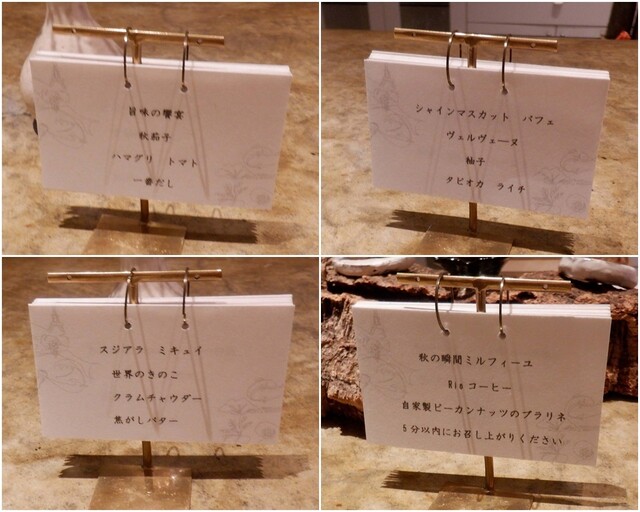 旨味の饗宴
秋茄子
ハマグリ トマト
一番だし
シャインマスカット パフェ
ヴェルヴェーヌ
柚子
タピオカ ライチ
スジアラ ミキュイ
世界のきのこ
クラムチャウダー
焦がしバター
秋の瞬間ミルフィーユ
Rioコーヒー
自家製ピーカンナッツのプラリネ
5分以内にお召し上がりください